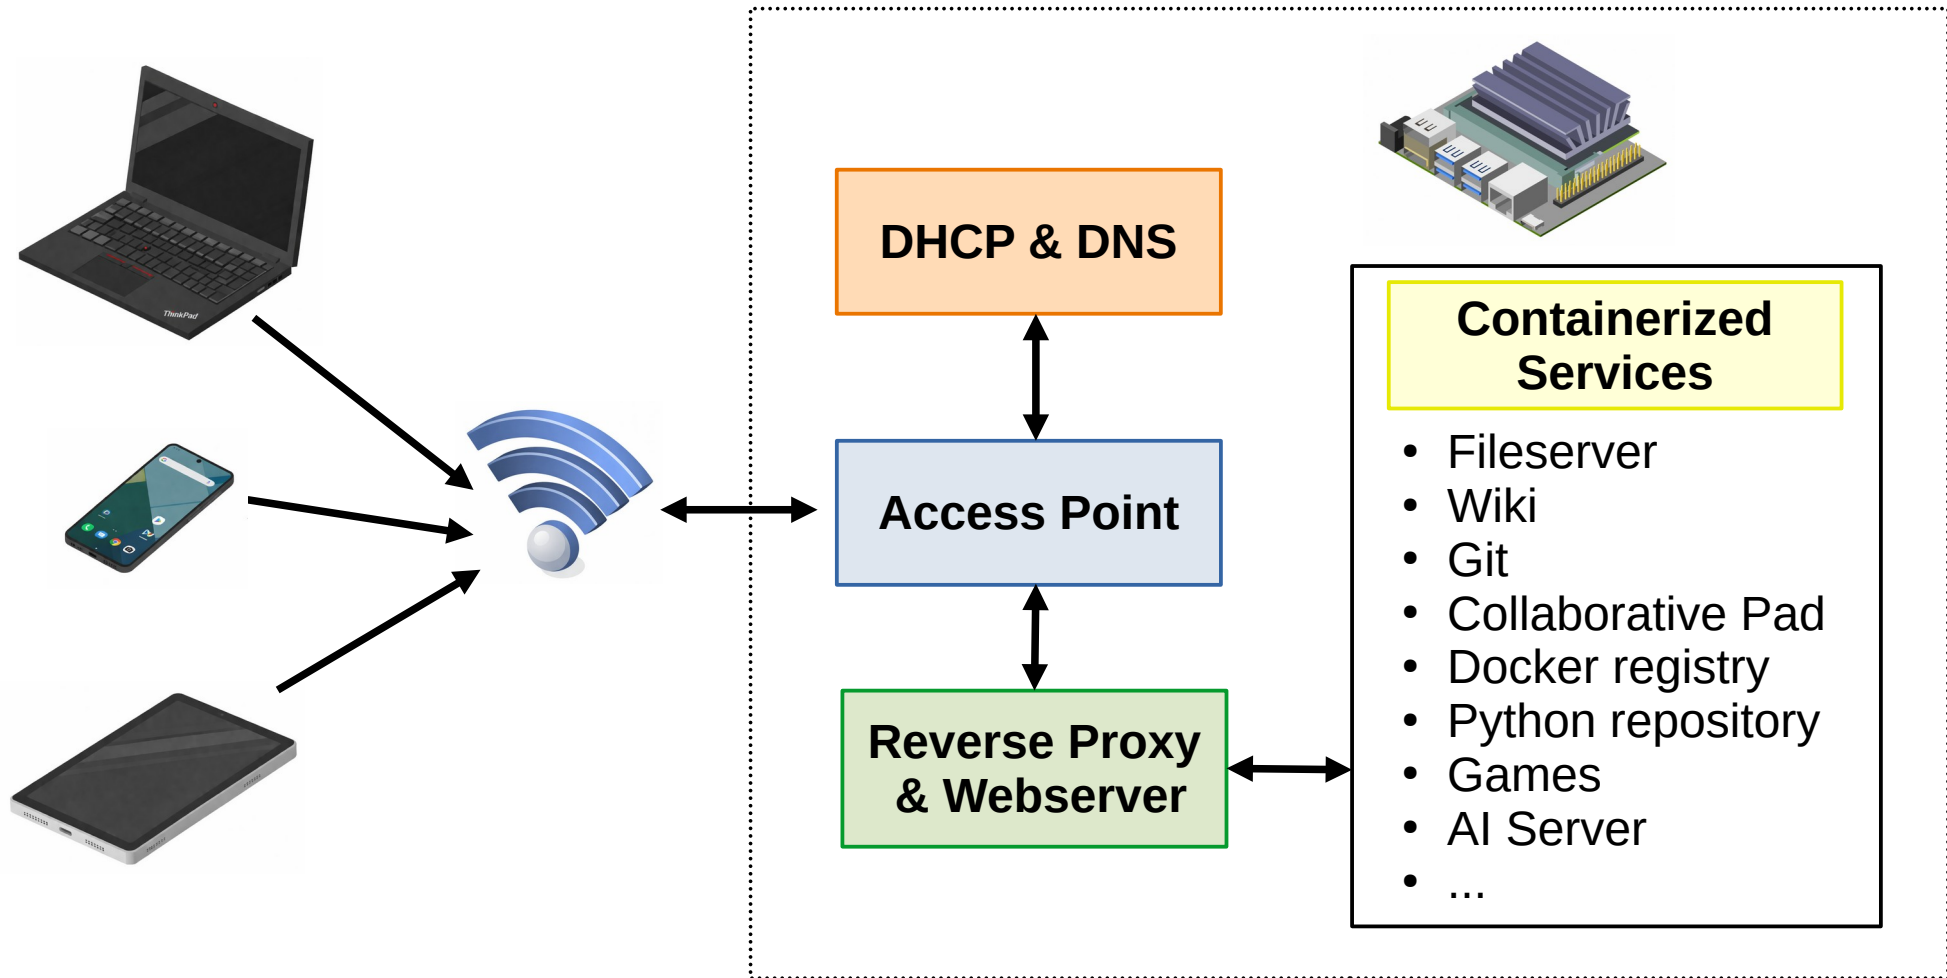 ThinkPad
DHCP & DNS
Access Point
Reverse Proxy
& Webserver
Containerized
Services
• Fileserver
• Wiki
• Git
• Collaborative Pad
• Docker registry
• Python repository
• Games
• AI Server
• ...